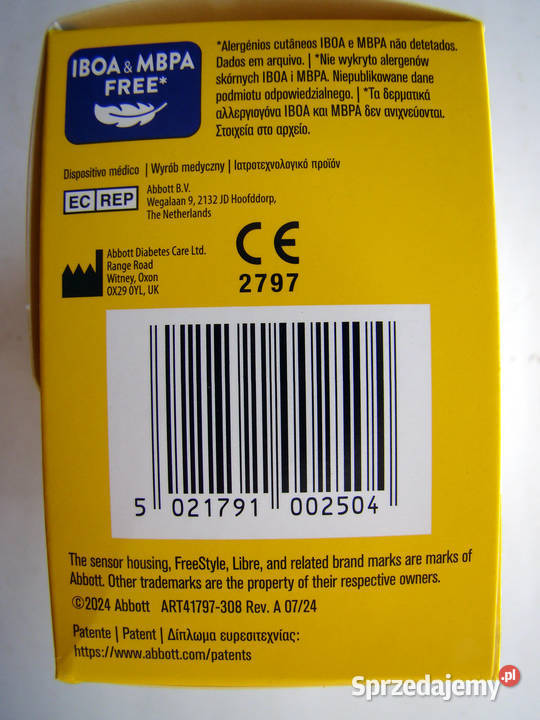 IBOA & MBPA
FREE*
*Alergénios cutâneos IBOA e MBPA não detetados.
Dados em arquivo. | *Nie wykryto alergenów
skórnych IBOA i MBPA. Niepublikowane dane
podmiotu odpowiedzialnego. | *Τα δερματικά
αλλεργιογόνα IBOA και MBPA δεν ανιχνεύονται.
Στοιχεία στο αρχείο.
Dispositivo médico | Wyrób medyczny | Ιατροτεχνολογικό προϊόν
EC REP
Abbott B.V.
Wegalaan 9, 2132 JD Hoofddorp,
The Netherlands
Abbott Diabetes Care Ltd.
Range Road
Witney, Oxon
OX29 0YL, UK
CE
2797
5 021791 002504
The sensor housing, FreeStyle, Libre, and related brand marks are marks of
Abbott. Other trademarks are the property of their respective owners.
©2024 Abbott ART41797-308 Rev. A 07/24
Patente | Patent | Δίπλωμα ευρεσιτεχνίας:
https://www.abbott.com/patents
Sprzedajemy.pl